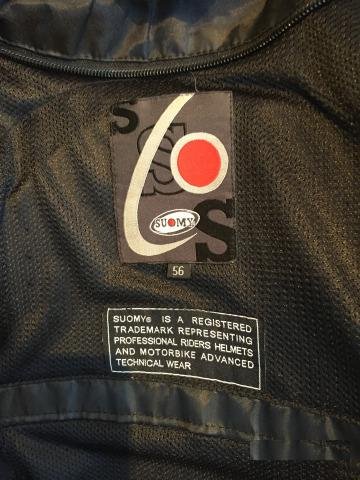 S
S
S
SUOMY
S
56
SUOMY® IS A REGISTERED
TRADEMARK REPRESENTING
PROFESSIONAL RIDERS HELMETS
AND MOTORBIKE ADVANCED
TECHNICAL WEAR